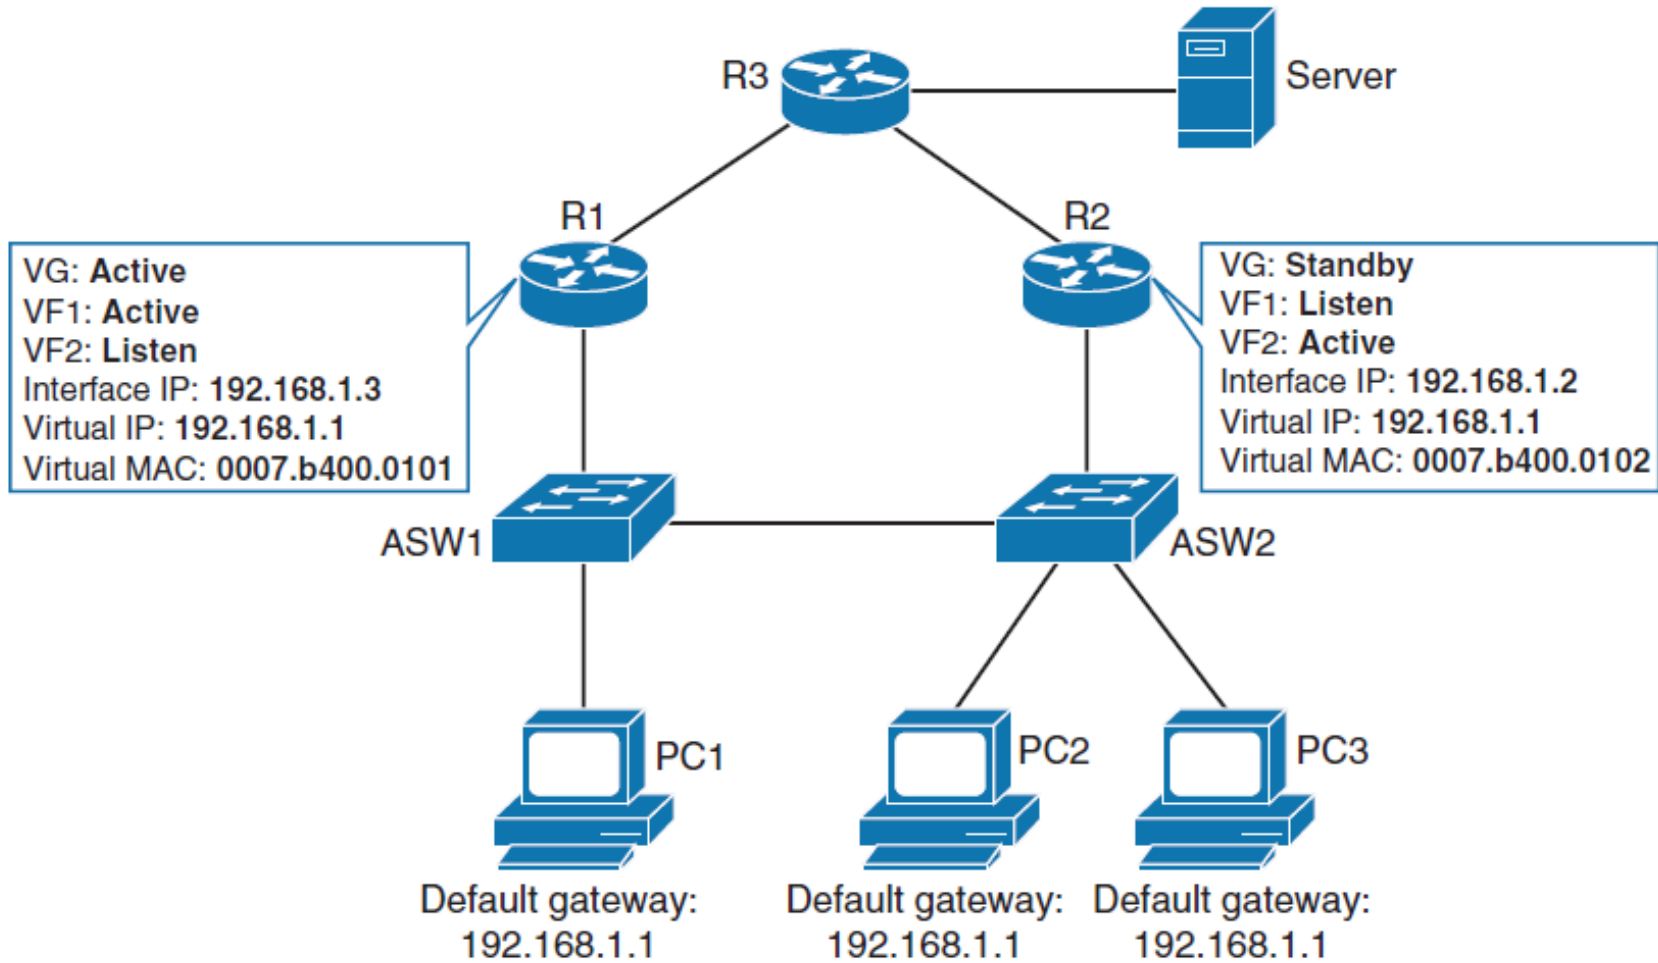 R3
Server
R1
R2
VG: Active
VF1: Active
VF2: Listen
Interface IP: 192.168.1.3
Virtual IP: 192.168.1.1
Virtual MAC: 0007.b400.0101
VG: Standby
VF1: Listen
VF2: Active
Interface IP: 192.168.1.2
Virtual IP: 192.168.1.1
Virtual MAC: 0007.b400.0102
ASW1
ASW2
PC1
PC2
PC3
Default gateway:
192.168.1.1
Default gateway:
192.168.1.1
Default gateway:
192.168.1.1